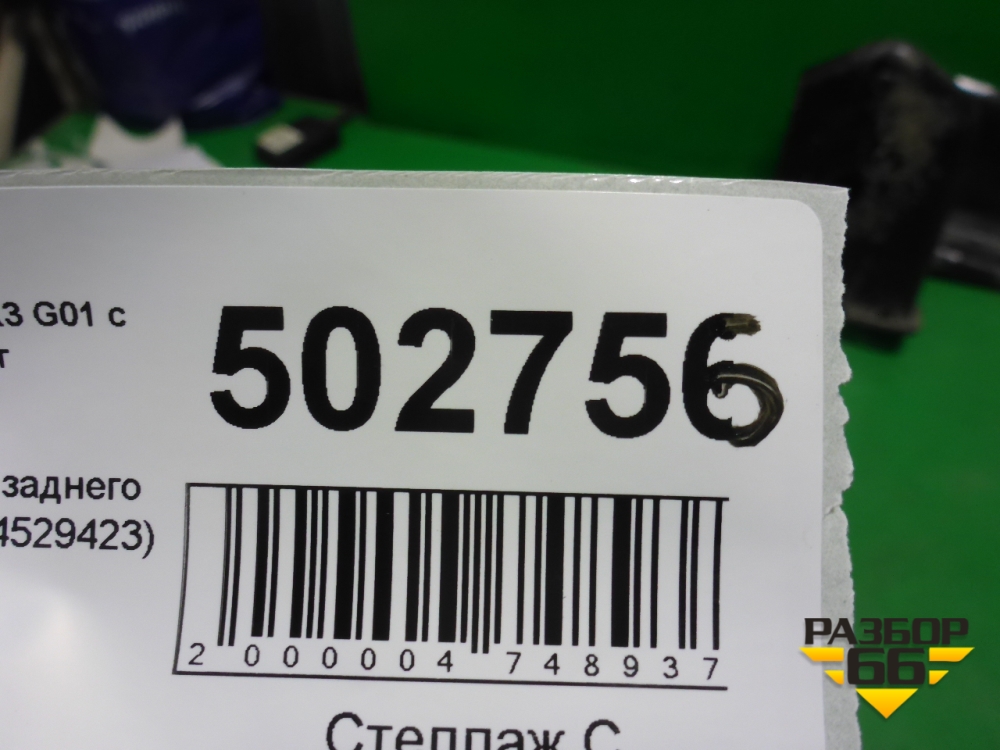 X3 G01 с
т
502756
заднего
4529423)
2 000004 748937
Стеллаж С
РАЗБОР
66